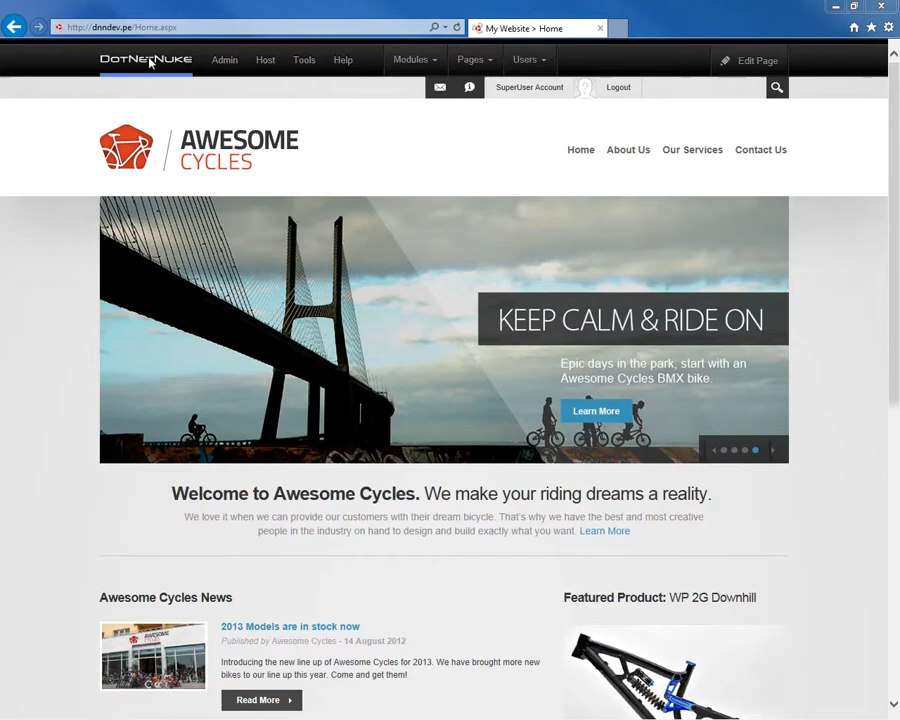 http://dnndev.pe/Home.aspx
My Website > Home
DotNetNuke Admin Host Tools Help Modules Pages Users Edit Page
SuperUser Account Logout
AWESOME
CYCLES
Home About Us Our Services Contact Us
KEEP CALM & RIDE ON
Epic days in the park, start with an
Awesome Cycles BMX bike.
Learn More
Welcome to Awesome Cycles. We make your riding dreams a reality.
We love it when we can provide our customers with their dream bicycle. That's why we have the best and most creative
people in the industry on hand to design and build exactly what you want. Learn More
Awesome Cycles News
Featured Product: WP 2G Downhill
2013 Models are in stock now
Published by Awesome Cycles - 14 August 2012
Introducing the new line up of Awesome Cycles for 2013. We have brought more new
bikes to our line up this year. Come and get them!
Read More
AWESOME
CYCLES